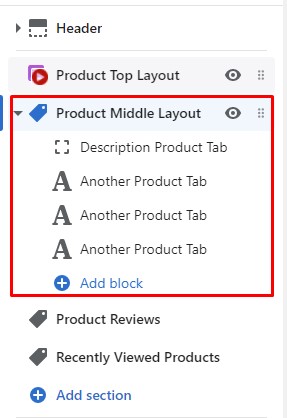 Header
Product Top Layout
Product Middle Layout
Description Product Tab
Another Product Tab
Another Product Tab
Another Product Tab
Add block
Product Reviews
Recently Viewed Products
Add section